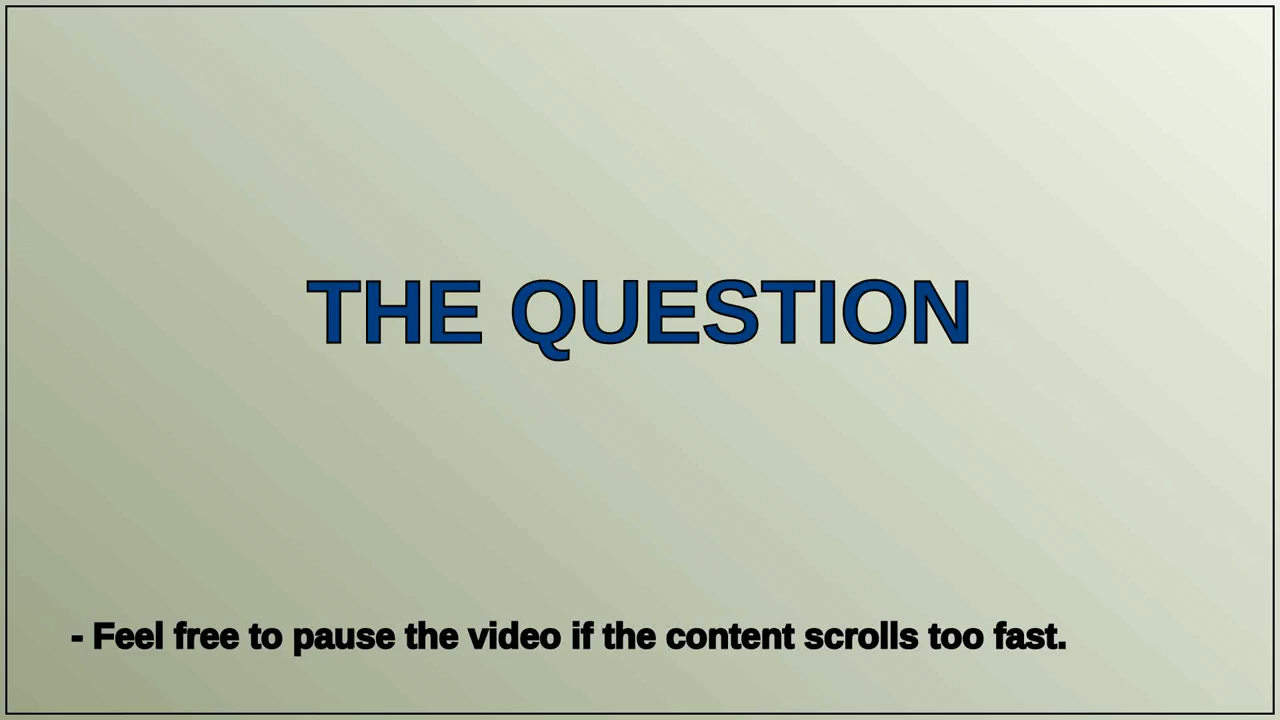 THE QUESTION
- Feel free to pause the video if the content scrolls too fast.